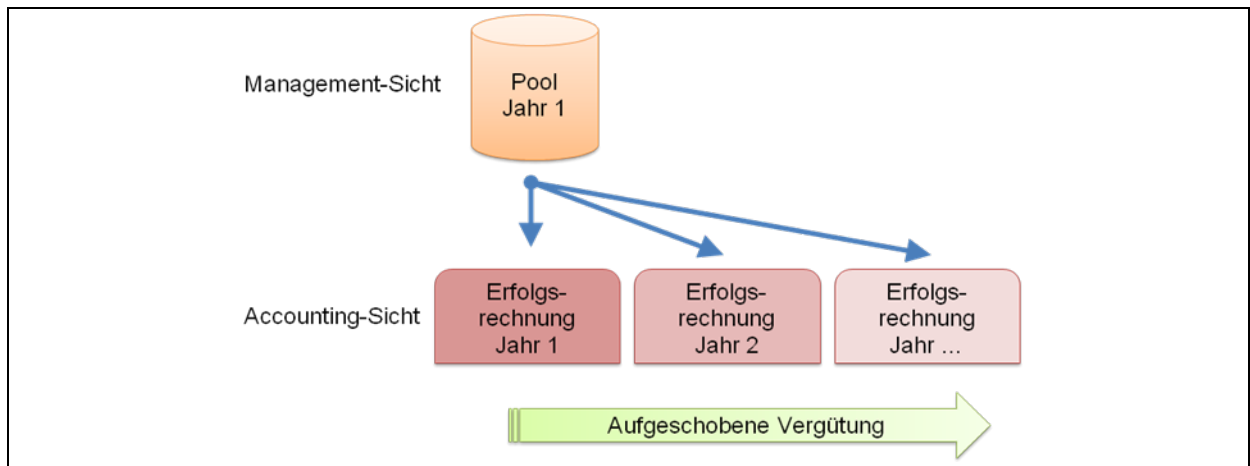 Management-Sicht
Pool
Jahr 1
Accounting-Sicht
Erfolgs-
rechnung
Jahr 1
Erfolgs-
rechnung
Jahr 2
Erfolgs-
rechnung
Jahr ...
Aufgeschobene Vergütung